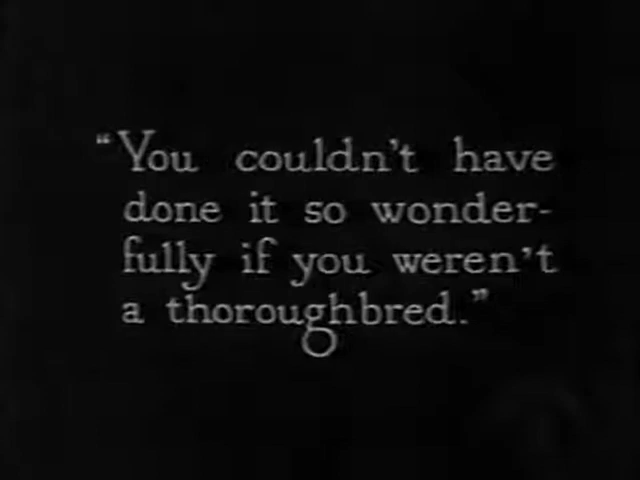 “You couldn't have
done it so wonder-
fully if you weren't
a thoroughbred.”